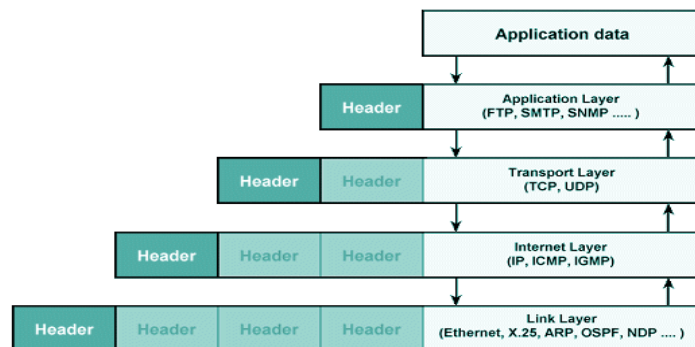 Application data
Header
Application Layer
(FTP, SMTP, SNMP ..... )
Header Header
Transport Layer
(TCP, UDP)
Header Header Header
Internet Layer
(IP, ICMP, IGMP)
Header Header Header Header
Link Layer
(Ethernet, X.25, ARP, OSPF, NDP .... )